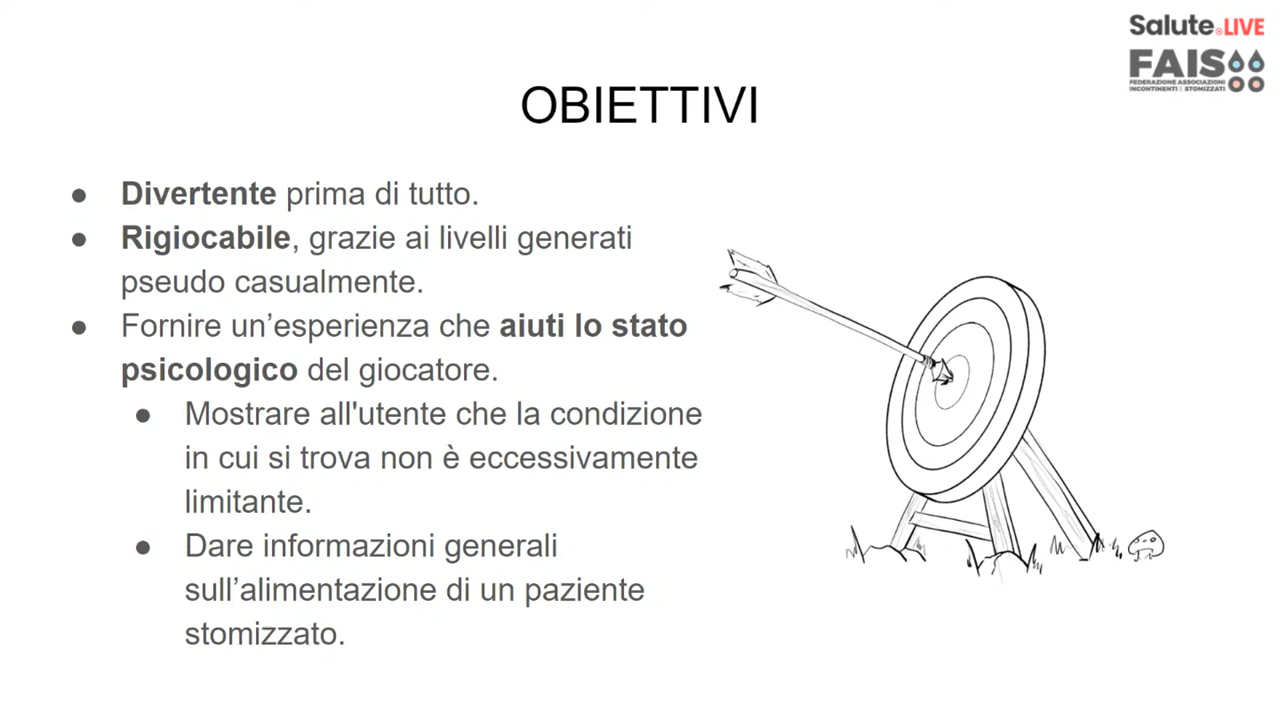 Salute.LIVE
FAIS
FEDERAZIONE ASSOCIAZIONI
INCONTINENTI E STOMIZZATI
OBIETTIVI
● Divertente prima di tutto.
● Rigiocabile, grazie ai livelli generati
pseudo casualmente.
● Fornire un’esperienza che aiuti lo stato
psicologico del giocatore.
● Mostrare all'utente che la condizione
in cui si trova non è eccessivamente
limitante.
● Dare informazioni generali
sull’alimentazione di un paziente
stomizzato.